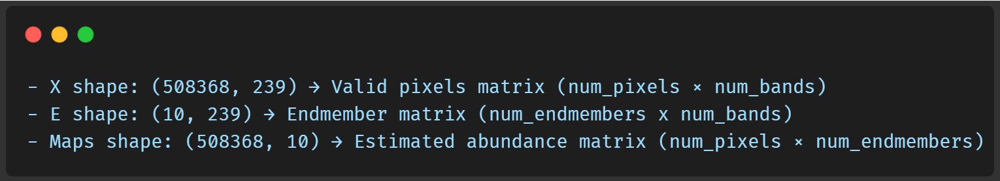 - X shape: (508368, 239) → Valid pixels matrix (num_pixels × num_bands)
- E shape: (10, 239) → Endmember matrix (num_endmembers x num_bands)
- Maps shape: (508368, 10) → Estimated abundance matrix (num_pixels × num_endmembers)